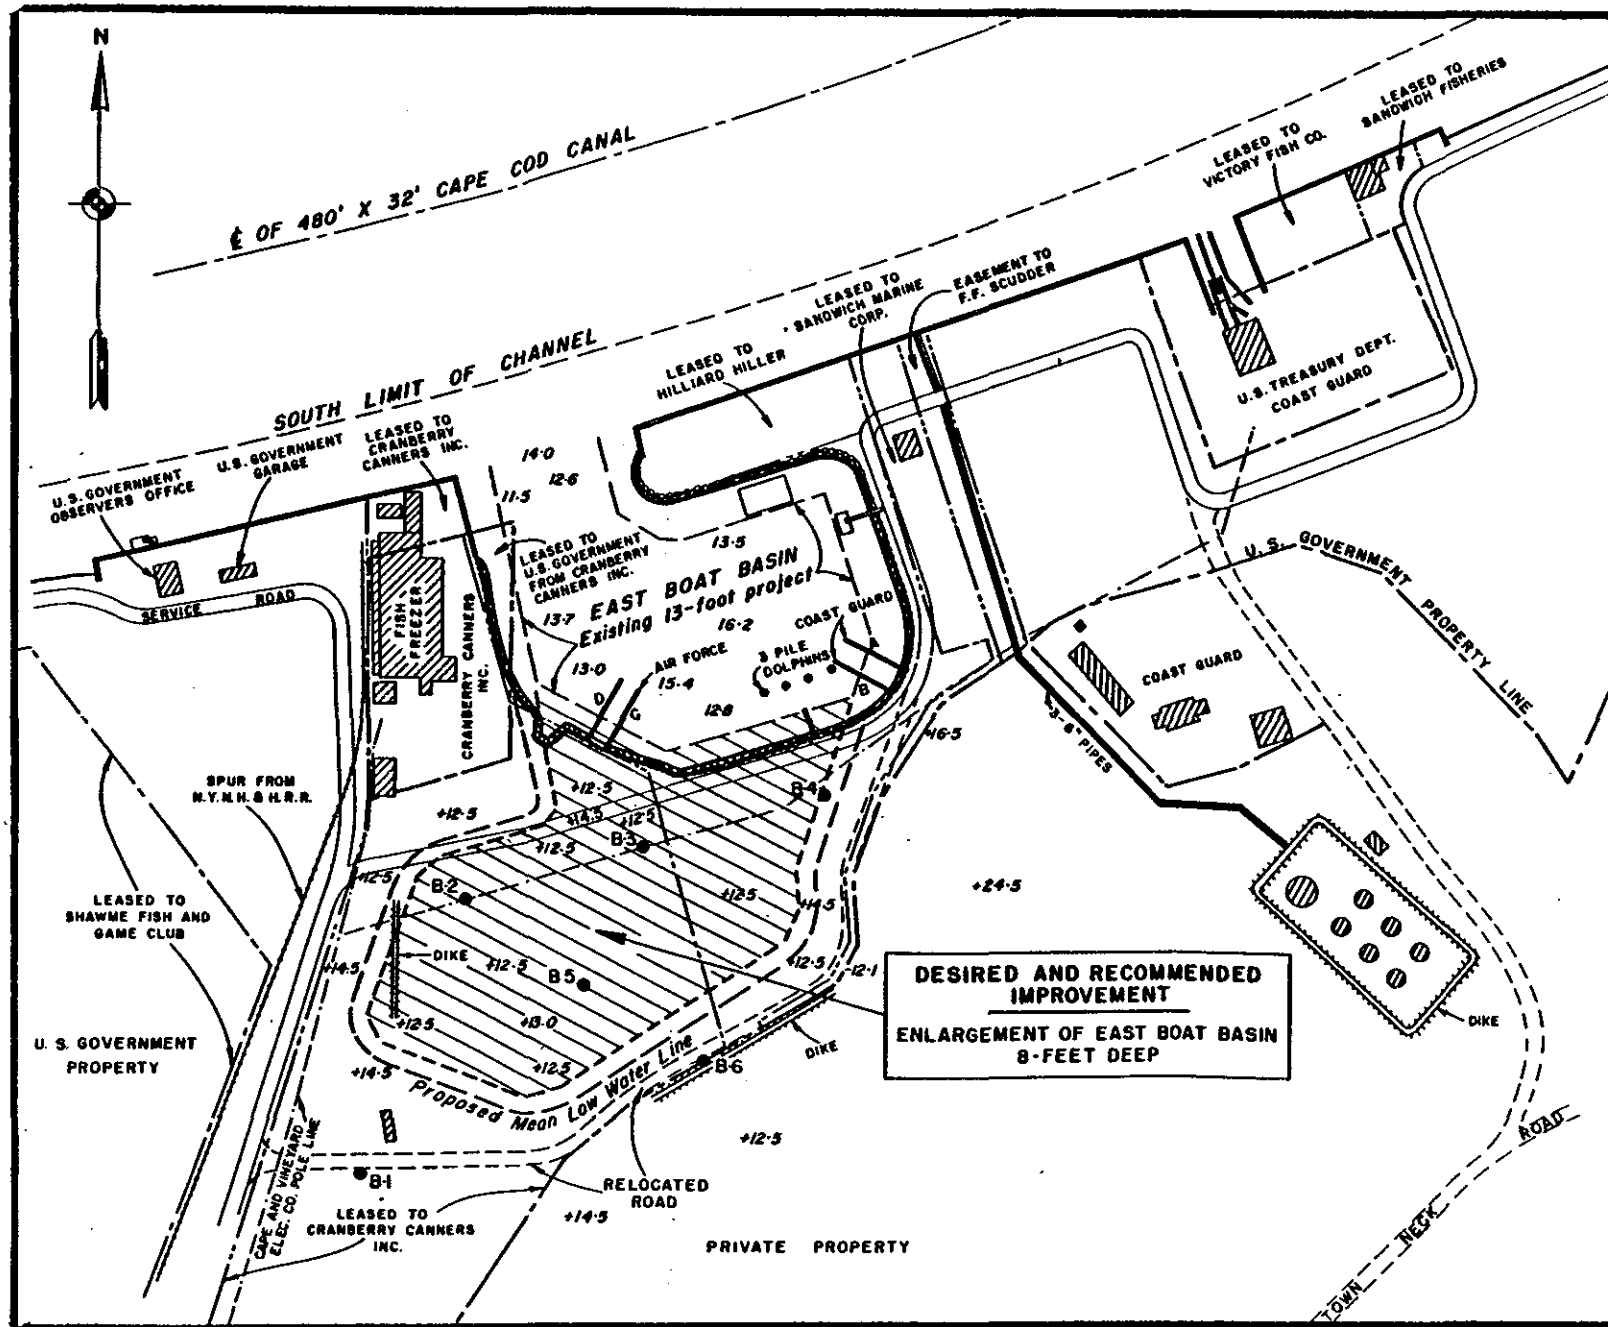 N
℄ OF 480' X 32' CAPE COD CANAL
SOUTH LIMIT OF CHANNEL
LEASED TO
SANDWICH FISHERIES
LEASED TO
VICTORY FISH CO.
EASEMENT TO
F.F. SCUDDER
LEASED TO
SANDWICH MARINE
CORP.
LEASED TO
HILLIARD HILLER
U.S. TREASURY DEPT.
COAST GUARD
LEASED TO
CRANBERRY
CANNERS INC.
U.S. GOVERNMENT
GARAGE
U.S. GOVERNMENT
OBSERVERS OFFICE
SERVICE ROAD
14.0
12.6
11.5
LEASED TO
U.S. GOVERNMENT
FROM CRANBERRY
CANNERS INC.
13.5
EAST BOAT BASIN
Existing 13-foot project
13.7
16.2
13.0
AIR FORCE
15.4
12.8
3 PILE
DOLPHINS
COAST GUARD
A
B
D
C
FISH
FREEZER
CRANBERRY CANNERS
INC.
U. S. GOVERNMENT PROPERTY LINE
COAST GUARD
3-8" PIPES
+16.5
SPUR FROM
N.Y.N.H. & H.R.R.
+12.5
+12.5
+14.5
+12.5
B-4
+12.5
B-3
+12.5
B-2
+12.5
+14.5
+24.5
LEASED TO
SHAWME FISH AND
GAME CLUB
DIKE
+14.5
+12.5
B-5
+12.5
-12.1
+12.5
+13.0
+12.5
+14.5
U. S. GOVERNMENT
PROPERTY
DESIRED AND RECOMMENDED
IMPROVEMENT
ENLARGEMENT OF EAST BOAT BASIN
8-FEET DEEP
DIKE
DIKE
B-6
Proposed Mean Low Water Line
+12.5
B-1
RELOCATED
ROAD
CAPE AND VINEYARD
ELEC. CO. POLE LINE
LEASED TO
CRANBERRY CANNERS
INC.
+14.5
PRIVATE PROPERTY
TOWN NECK ROAD